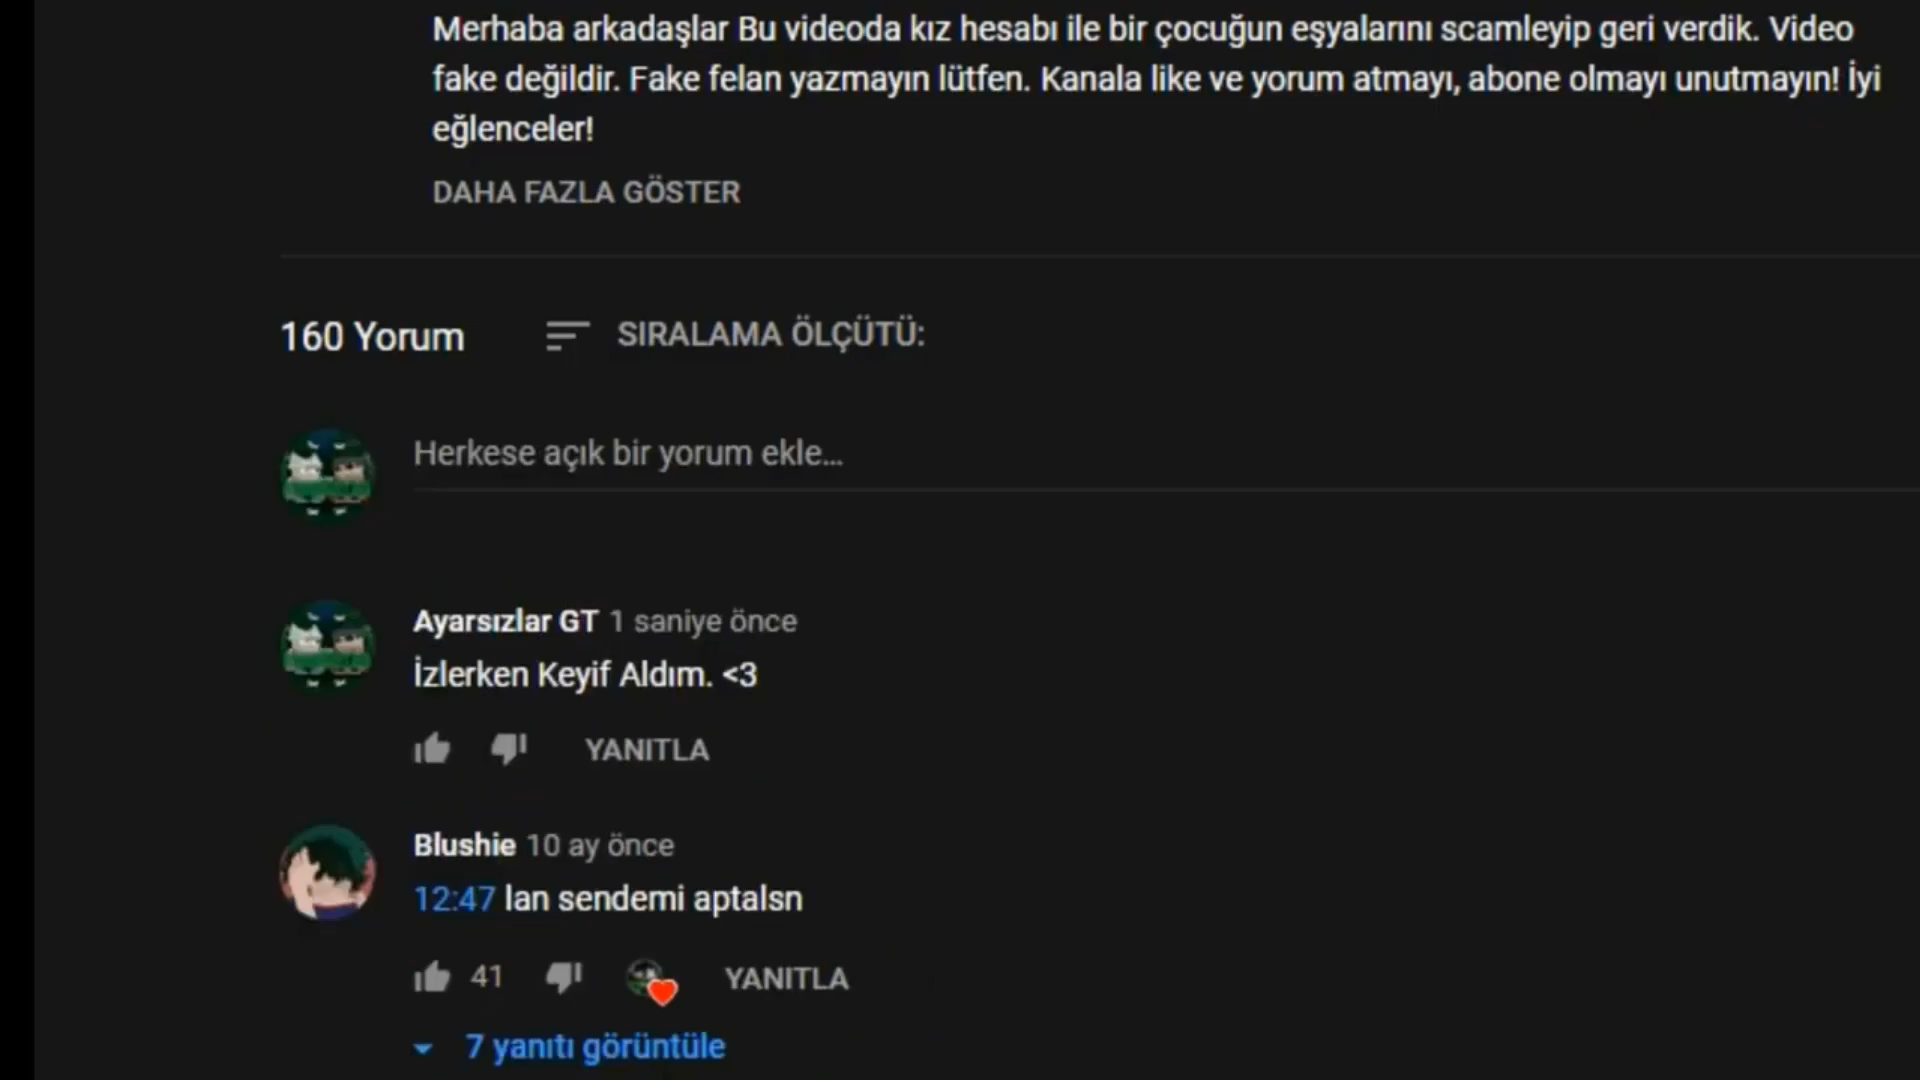 Merhaba arkadaşlar Bu videoda kız hesabı ile bir çocuğun eşyalarını scamleyip geri verdik. Video
fake değildir. Fake felan yazmayın lütfen. Kanala like ve yorum atmayı, abone olmayı unutmayın! İyi
eğlenceler!
DAHA FAZLA GÖSTER
160 Yorum SIRALAMA ÖLÇÜTÜ:
Herkese açık bir yorum ekle...
Ayarsızlar GT 1 saniye önce
İzlerken Keyif Aldım. <3
YANITLA
Blushie 10 ay önce
12:47 lan sendemi aptalsn
41 YANITLA
7 yanıtı görüntüle